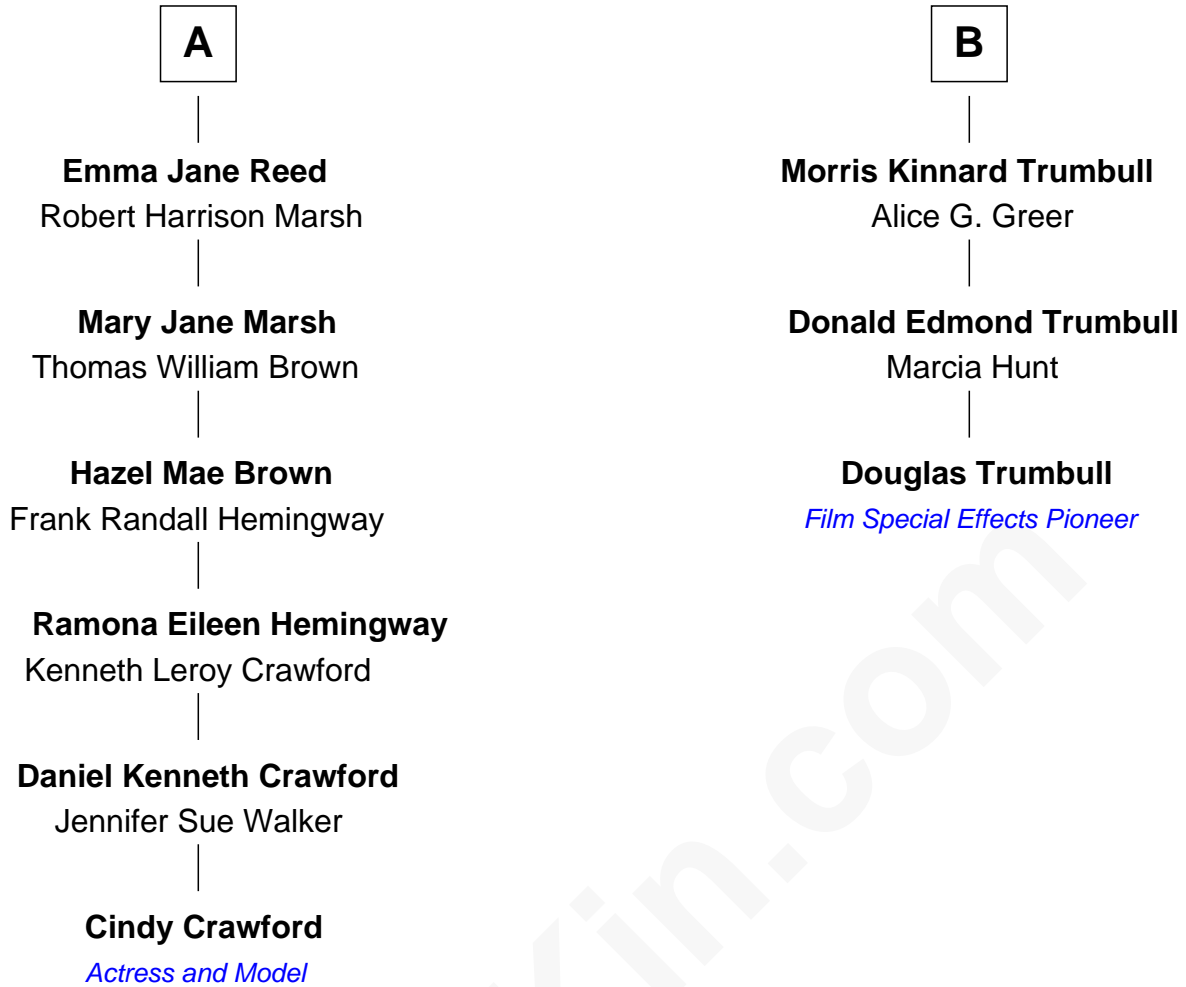 A
Emma Jane Reed
Robert Harrison Marsh
Mary Jane Marsh
Thomas William Brown
Hazel Mae Brown
Frank Randall Hemingway
Ramona Eileen Hemingway
Kenneth Leroy Crawford
Daniel Kenneth Crawford
Jennifer Sue Walker
Cindy Crawford
Actress and Model
B
Morris Kinnard Trumbull
Alice G. Greer
Donald Edmond Trumbull
Marcia Hunt
Douglas Trumbull
Film Special Effects Pioneer
Kin.com